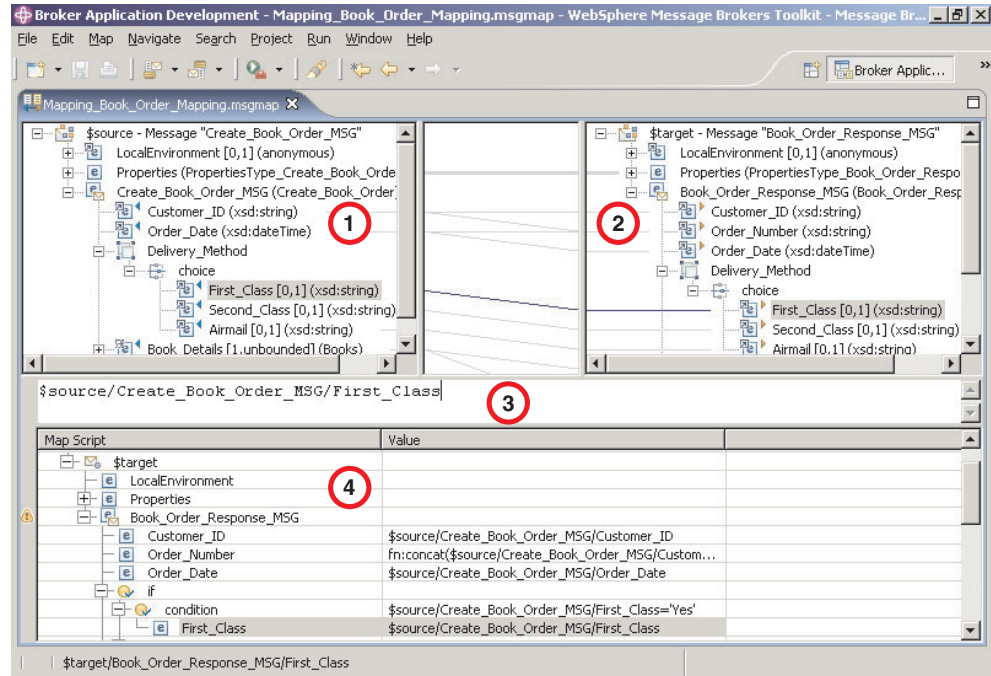 Broker Application Development - Mapping_Book_Order_Mapping.msgmap - WebSphere Message Brokers Toolkit - Message Br...
File Edit Map Navigate Search Project Run Window Help
Broker Applic...
»
Mapping_Book_Order_Mapping.msgmap
$source - Message "Create_Book_Order_MSG"
LocalEnvironment [0,1] (anonymous)
Properties (PropertiesType_Create_Book_Orde
Create_Book_Order_MSG (Create_Book_Order
Customer_ID (xsd:string)
Order_Date (xsd:dateTime)
Delivery_Method
choice
First_Class [0,1] (xsd:string)
Second_Class [0,1] (xsd:string)
Airmail [0,1] (xsd:string)
Book_Details [1,unbounded] (Books)
1
$target - Message "Book_Order_Response_MSG"
LocalEnvironment [0,1] (anonymous)
Properties (PropertiesType_Book_Order_Respo
Book_Order_Response_MSG (Book_Order_Resp
Customer_ID (xsd:string)
Order_Number (xsd:string)
Order_Date (xsd:dateTime)
Delivery_Method
choice
First_Class [0,1] (xsd:string)
Second_Class [0,1] (xsd:string)
Airmail [0,1] (xsd:string)
2
$source/Create_Book_Order_MSG/First_Class
3
Map Script Value
$target
LocalEnvironment
4
Properties
Book_Order_Response_MSG
Customer_ID $source/Create_Book_Order_MSG/Customer_ID
Order_Number fn:concat($source/Create_Book_Order_MSG/Custom...
Order_Date $source/Create_Book_Order_MSG/Order_Date
if
condition $source/Create_Book_Order_MSG/First_Class='Yes'
First_Class $source/Create_Book_Order_MSG/First_Class
$target/Book_Order_Response_MSG/First_Class